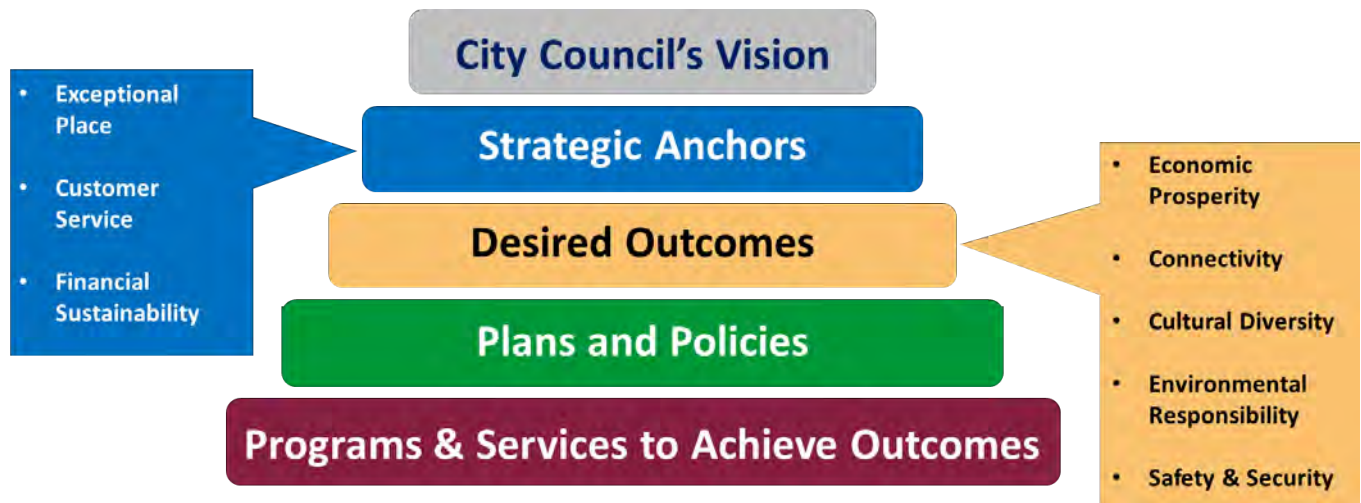 City Council's Vision
• Exceptional
Place
• Customer
Service
• Financial
Sustainability
Strategic Anchors
Desired Outcomes
• Economic
Prosperity
• Connectivity
• Cultural Diversity
• Environmental
Responsibility
• Safety & Security
Plans and Policies
Programs & Services to Achieve Outcomes